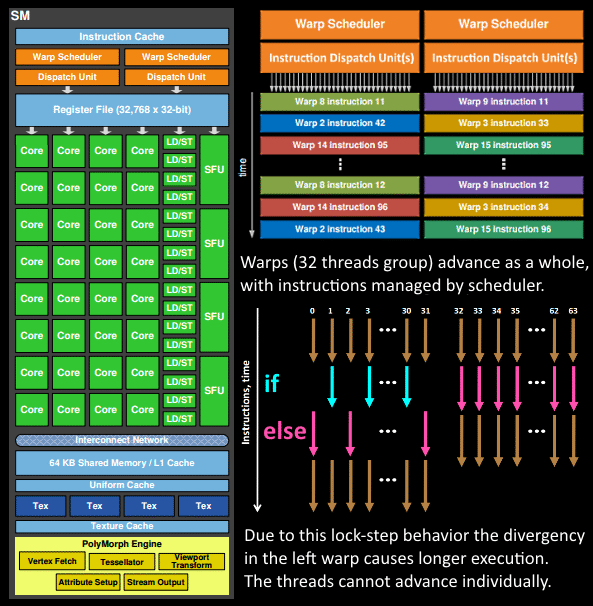 SM
Instruction Cache
Warp Scheduler Warp Scheduler
Dispatch Unit Dispatch Unit
Register File (32,768 x 32-bit)
Core Core Core Core LD/ST LD/ST SFU
Core Core Core Core LD/ST LD/ST
Core Core Core Core LD/ST LD/ST SFU
Core Core Core Core LD/ST LD/ST
Core Core Core Core LD/ST LD/ST SFU
Core Core Core Core LD/ST LD/ST
Core Core Core Core LD/ST LD/ST SFU
Core Core Core Core LD/ST LD/ST
Interconnect Network
64 KB Shared Memory / L1 Cache
Uniform Cache
Tex Tex Tex Tex
Texture Cache
PolyMorph Engine
Vertex Fetch Tessellator Viewport Transform
Attribute Setup Stream Output
Warp Scheduler Warp Scheduler
Instruction Dispatch Unit(s) Instruction Dispatch Unit(s)
time
Warp 8 instruction 11 Warp 9 instruction 11
Warp 2 instruction 42 Warp 3 instruction 33
Warp 14 instruction 95 Warp 15 instruction 95
Warp 8 instruction 12 Warp 9 instruction 12
Warp 14 instruction 96 Warp 3 instruction 34
Warp 2 instruction 43 Warp 15 instruction 96
Warps (32 threads group) advance as a whole,
with instructions managed by scheduler.
0 1 2 3 30 31 32 33 34 35 62 63
Instructions, time
if
else
Due to this lock-step behavior the divergency
in the left warp causes longer execution.
The threads cannot advance individually.